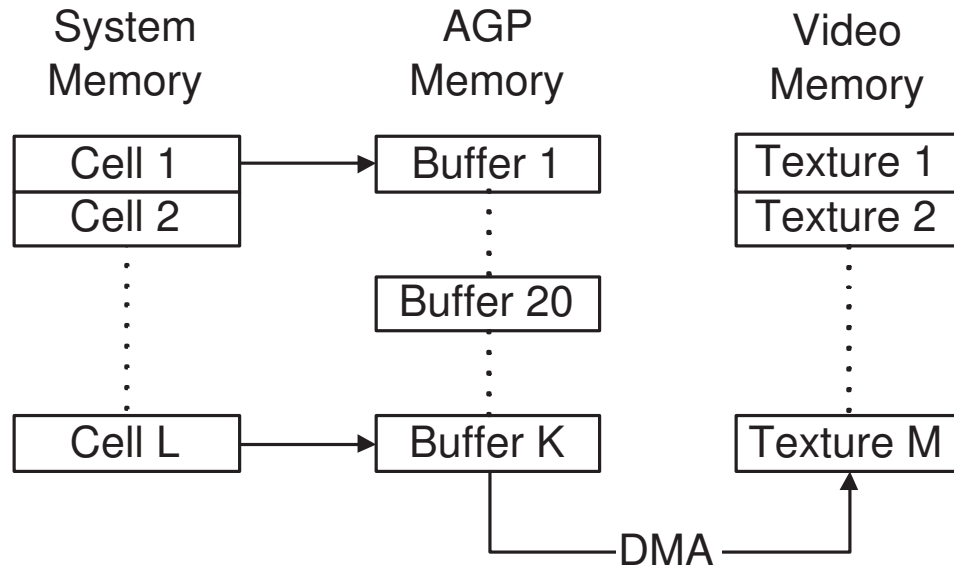 System
Memory
AGP
Memory
Video
Memory
Cell 1
Buffer 1
Texture 1
Cell 2
Texture 2
Buffer 20
Cell L
Buffer K
Texture M
DMA